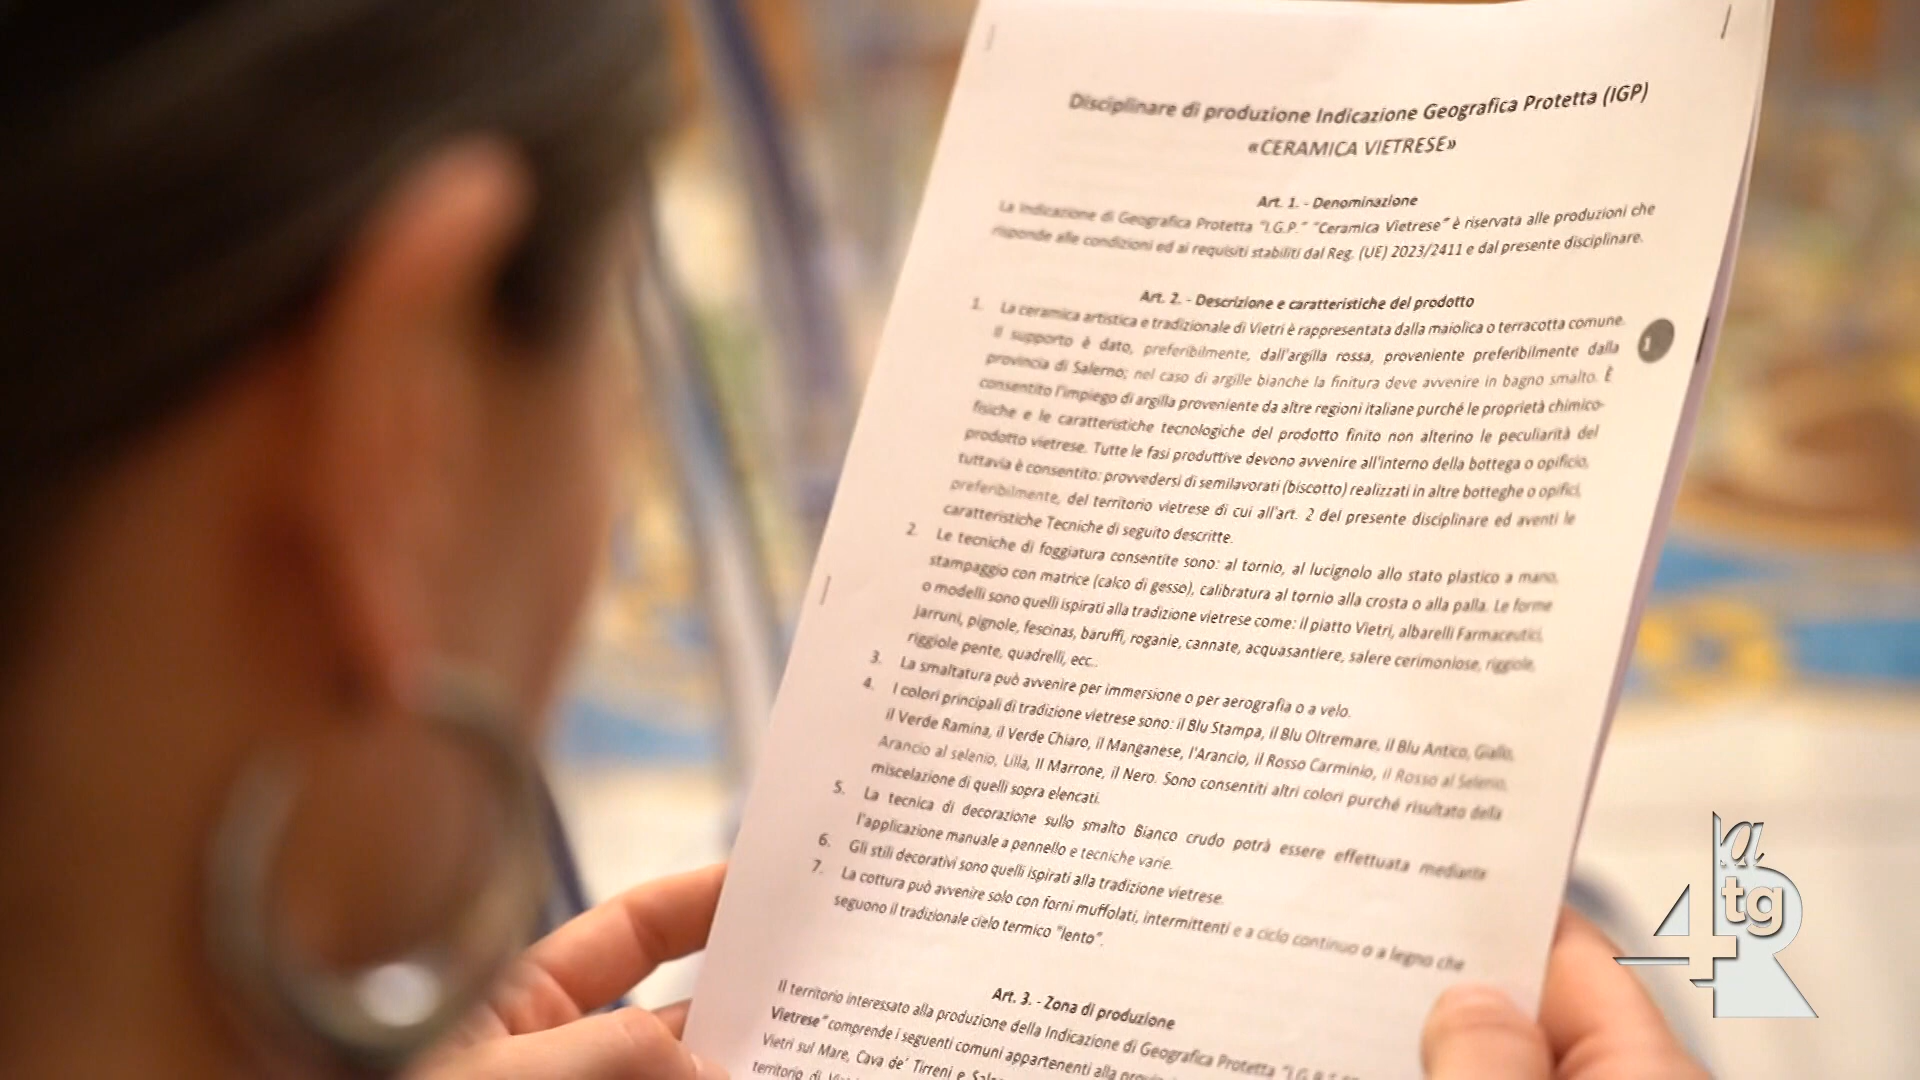 Disciplinare di produzione Indicazione Geografica Protetta (IGP)
«CERAMICA VIETRESE»
Art. 1. - Denominazione
La Indicazione di Geografica Protetta "I.G.P." "Ceramica Vietrese" è riservata alle produzioni che
risponde alle condizioni ed ai requisiti stabiliti dal Reg. (UE) 2023/2411 e dal presente disciplinare.
Art. 2. - Descrizione e caratteristiche del prodotto
1. La ceramica artistica e tradizionale di Vietri è rappresentata dalla maiolica o terracotta comune.
Il supporto è dato, preferibilmente, dall'argilla rossa, proveniente preferibilmente dalla
1
provincia di Salerno; nel caso di argille bianche la finitura deve avvenire in bagno smalto. È
consentito l'impiego di argilla proveniente da altre regioni italiane purché le proprietà chimico-
fisiche e le caratteristiche tecnologiche del prodotto finito non alterino le peculiarità del
prodotto vietrese. Tutte le fasi produttive devono avvenire all'interno della bottega o opificio,
tuttavia è consentito: provvedersi di semilavorati (biscotto) realizzati in altre botteghe o opifici,
preferibilmente, del territorio vietrese di cui all'art. 2 del presente disciplinare ed aventi le
caratteristiche Tecniche di seguito descritte.
2. Le tecniche di foggiatura consentite sono: al tornio, al lucignolo allo stato plastico a mano,
stampaggio con matrice (calco di gesso), calibratura al tornio alla crosta o alla palla. Le forme
o modelli sono quelli ispirati alla tradizione vietrese come: il piatto Vietri, albarelli Farmaceutici,
jarruni, pignole, fescinas, baruffi, roganie, cannate, acquasantiere, salere cerimoniose, riggiole,
riggiole pente, quadrelli, ecc..
3. La smaltatura può avvenire per immersione o per aerografia o a velo.
4. I colori principali di tradizione vietrese sono: il Blu Stampa, il Blu Oltremare, il Blu Antico, Giallo,
il Verde Ramina, il Verde Chiaro, il Manganese, l'Arancio, il Rosso Carminio, il Rosso al Selenio,
Arancio al selenio, Lilla, Il Marrone, il Nero. Sono consentiti altri colori purché risultato della
miscelazione di quelli sopra elencati.
5. La tecnica di decorazione sullo smalto Bianco crudo potrà essere effettuata mediante
l'applicazione manuale a pennello e tecniche varie.
6. Gli stili decorativi sono quelli ispirati alla tradizione vietrese.
7. La cottura può avvenire solo con forni muffolati, intermittenti e a ciclo continuo o a legno che
seguono il tradizionale cielo termico "lento".
Art. 3. - Zona di produzione
Il territorio interessato alla produzione della Indicazione di Geografica Protetta "I.G.P."
Vietrese" comprende i seguenti comuni appartenenti alla
Vietri sul Mare, Cava de' Tirreni e
territorio di
la
tg
4R